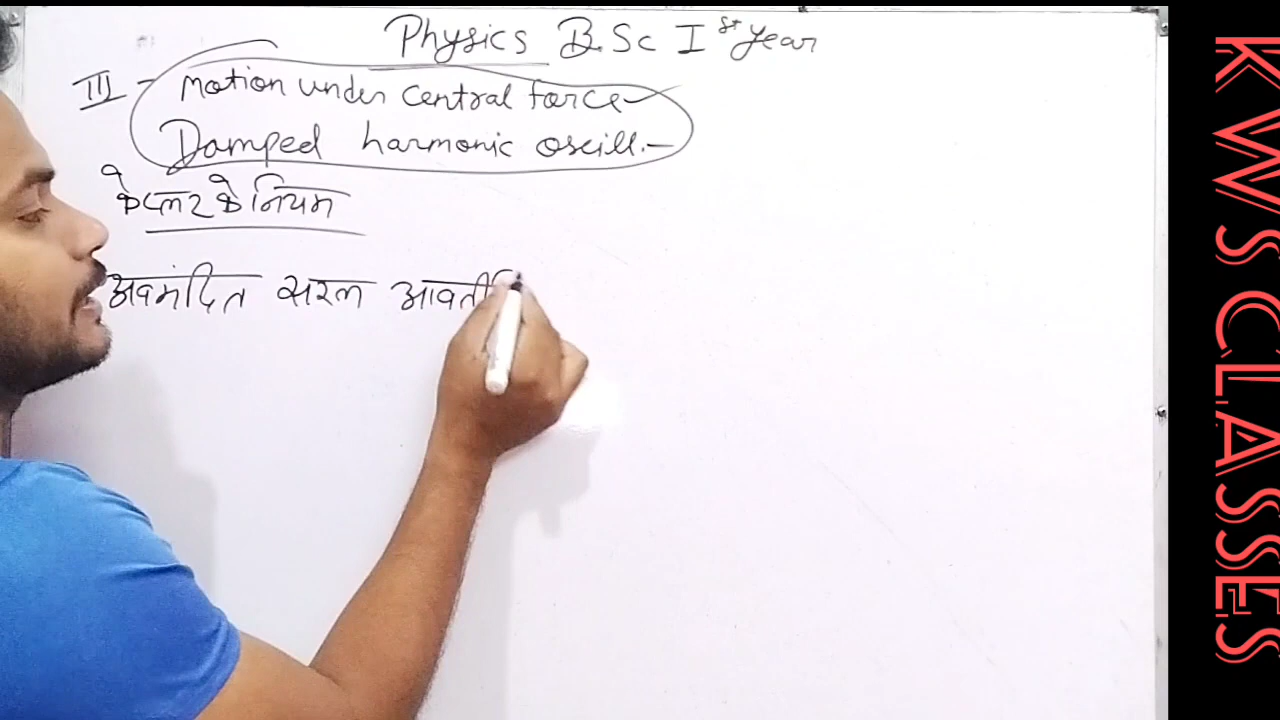 Physics B.Sc I st year
III - Motion under central force
Damped harmonic oscill.
केप्लर के नियम
अवमंदित सरल आवर्ती
KWS CLASSES